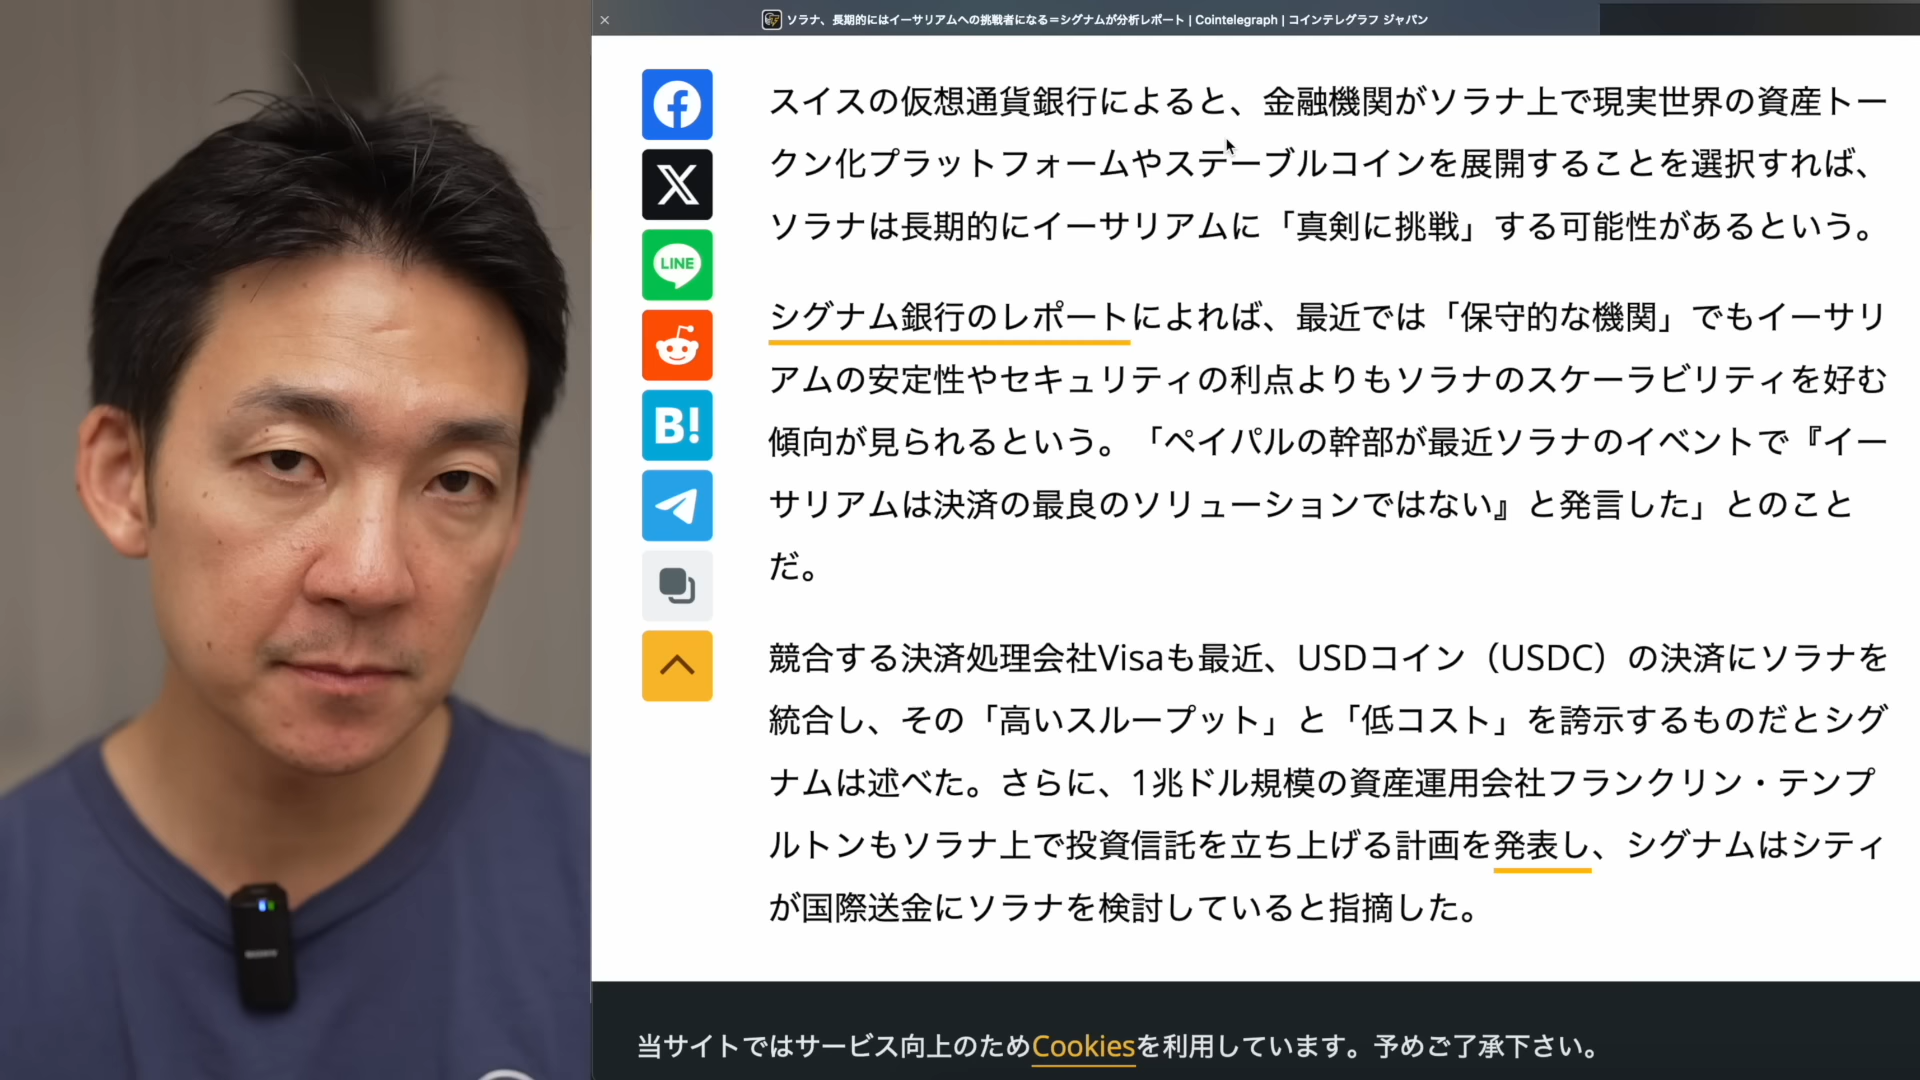 ソラナ、長期的にはイーサリアムへの挑戦者になる＝シグナムが分析レポート | Cointelegraph | コインテレグラフ ジャパン
スイスの仮想通貨銀行によると、金融機関がソラナ上で現実世界の資産トー
クン化プラットフォームやステーブルコインを展開することを選択すれば、
ソラナは長期的にイーサリアムに「真剣に挑戦」する可能性があるという。
シグナム銀行のレポートによれば、最近では「保守的な機関」でもイーサリ
アムの安定性やセキュリティの利点よりもソラナのスケーラビリティを好む
傾向が見られるという。「ペイパルの幹部が最近ソラナのイベントで『イー
サリアムは決済の最良のソリューションではない』と発言した」とのこと
だ。
競合する決済処理会社Visaも最近、USDコイン（USDC）の決済にソラナを
統合し、その「高いスループット」と「低コスト」を誇示するものだとシグ
ナムは述べた。さらに、1兆ドル規模の資産運用会社フランクリン・テンプ
ルトンもソラナ上で投資信託を立ち上げる計画を発表し、シグナムはシティ
が国際送金にソラナを検討していると指摘した。
LINE
B!
当サイトではサービス向上のためCookiesを利用しています。予めご了承下さい。